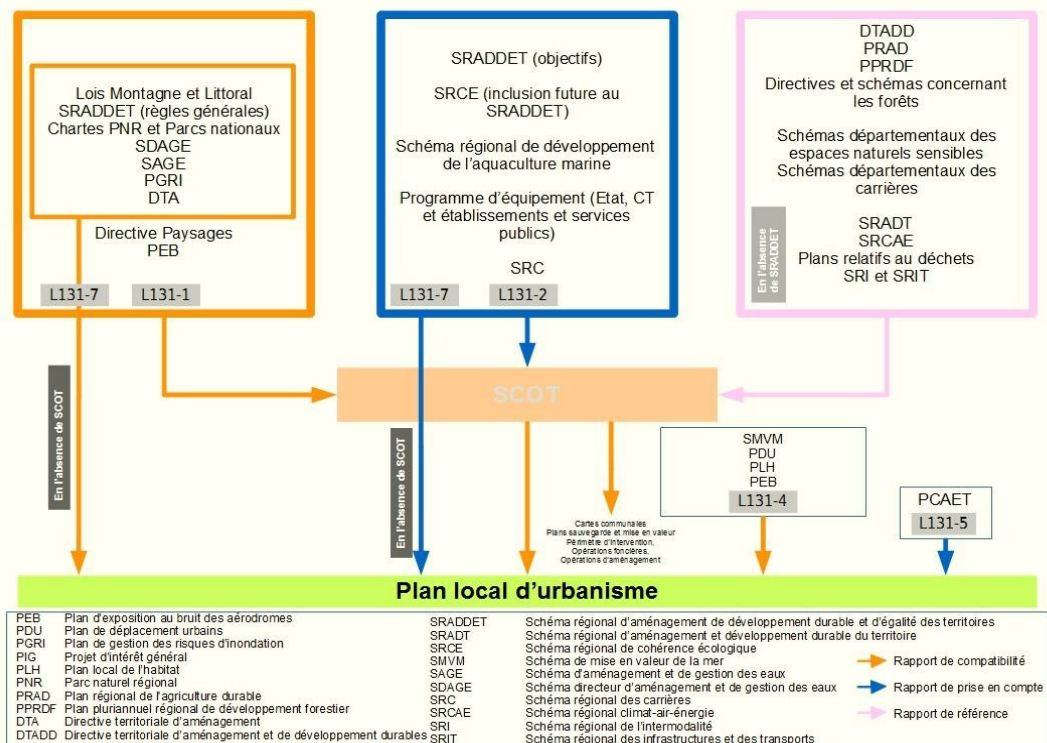 Lois Montagne et Littoral
SRADDET (règles générales)
Chartes PNR et Parcs nationaux
SDAGE
SAGE
PGRI
DTA
Directive Paysages
PEB
L131-7
L131-1
SRADDET (objectifs)
SRCE (inclusion future au
SRADDET)
Schéma régional de développement
de l'aquaculture marine
Programme d'équipement (Etat, CT
et établissements et services
publics)
SRC
L131-7
L131-2
DTADD
PRAD
PPRDF
Directives et schémas concernant
les forêts
Schémas départementaux des
espaces naturels sensibles
Schémas départementaux des
carrières
En l'absence
de SRADDET
SRADT
SRCAE
Plans relatifs au déchets
SRI et SRIT
En l'absence de SCOT
SCOT
En l'absence de SCOT
Cartes communales
Plans sauvegarde et mise en valeur
Périmètre d'intervention,
Opérations foncières,
Opérations d'aménagement
SMVM
PDU
PLH
PEB
L131-4
PCAET
L131-5
Plan local d'urbanisme
PEB Plan d'exposition au bruit des aérodromes
PDU Plan de déplacement urbains
PGRI Plan de gestion des risques d'inondation
PIG Projet d'intérêt général
PLH Plan local de l'habitat
PNR Parc naturel régional
PRAD Plan régional de l'agriculture durable
PPRDF Plan pluriannuel régional de développement forestier
DTA Directive territoriale d'aménagement
DTADD Directive territoriale d'aménagement et de développement durables
SRADDET Schéma régional d'aménagement de développement durable et d'égalité des territoires
SRADT Schéma régional d'aménagement et développement durable du territoire
SRCE Schéma régional de cohérence écologique
SMVM Schéma de mise en valeur de la mer
SAGE Schéma d'aménagement et de gestion des eaux
SDAGE Schéma directeur d'aménagement et de gestion des eaux
SRC Schéma régional des carrières
SRCAE Schéma régional climat-air-énergie
SRI Schéma régional de l'intermodalité
SRIT Schéma régional des infrastructures et des transports
Rapport de compatibilité
Rapport de prise en compte
Rapport de référence